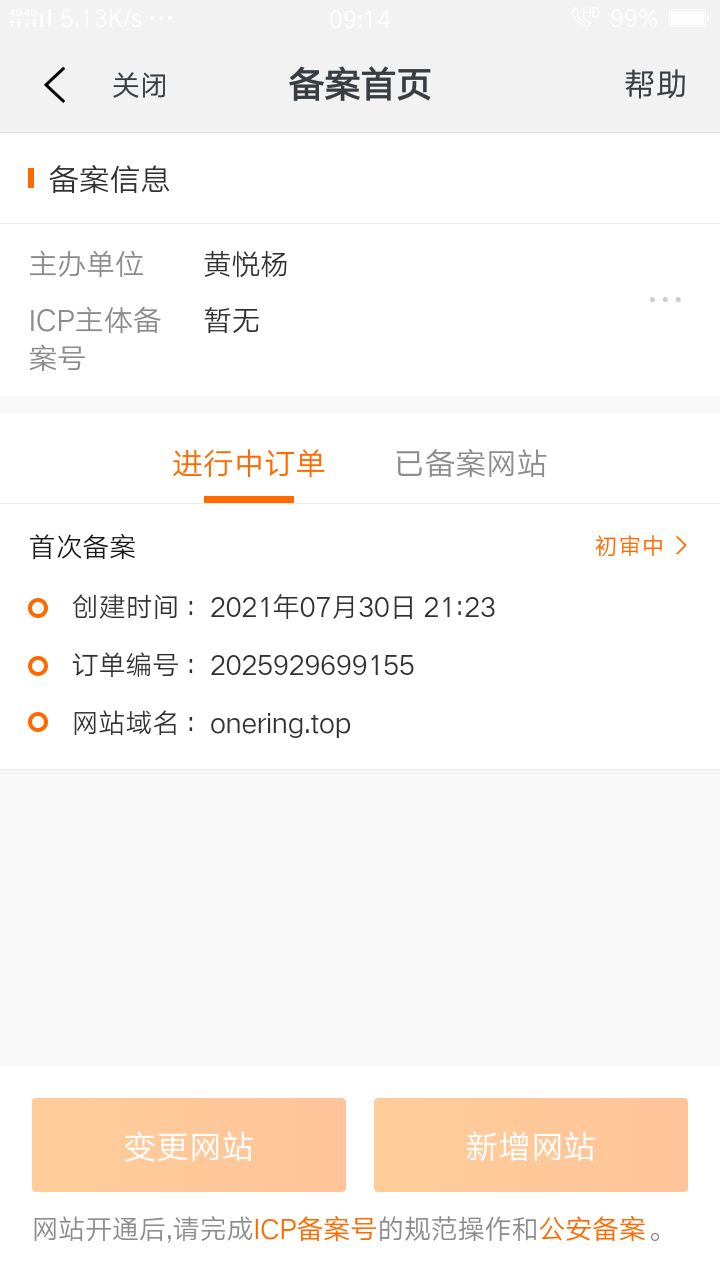 4G 4G 5.13K/s ··· 09:14 HD 99%
关闭 备案首页 帮助
备案信息
主办单位 黄悦杨
ICP主体备 暂无
案号
进行中订单 已备案网站
首次备案 初审中
创建时间: 2021年07月30日 21:23
订单编号: 2025929699155
网站域名: onering.top
变更网站 新增网站
网站开通后,请完成ICP备案号的规范操作和公安备案。